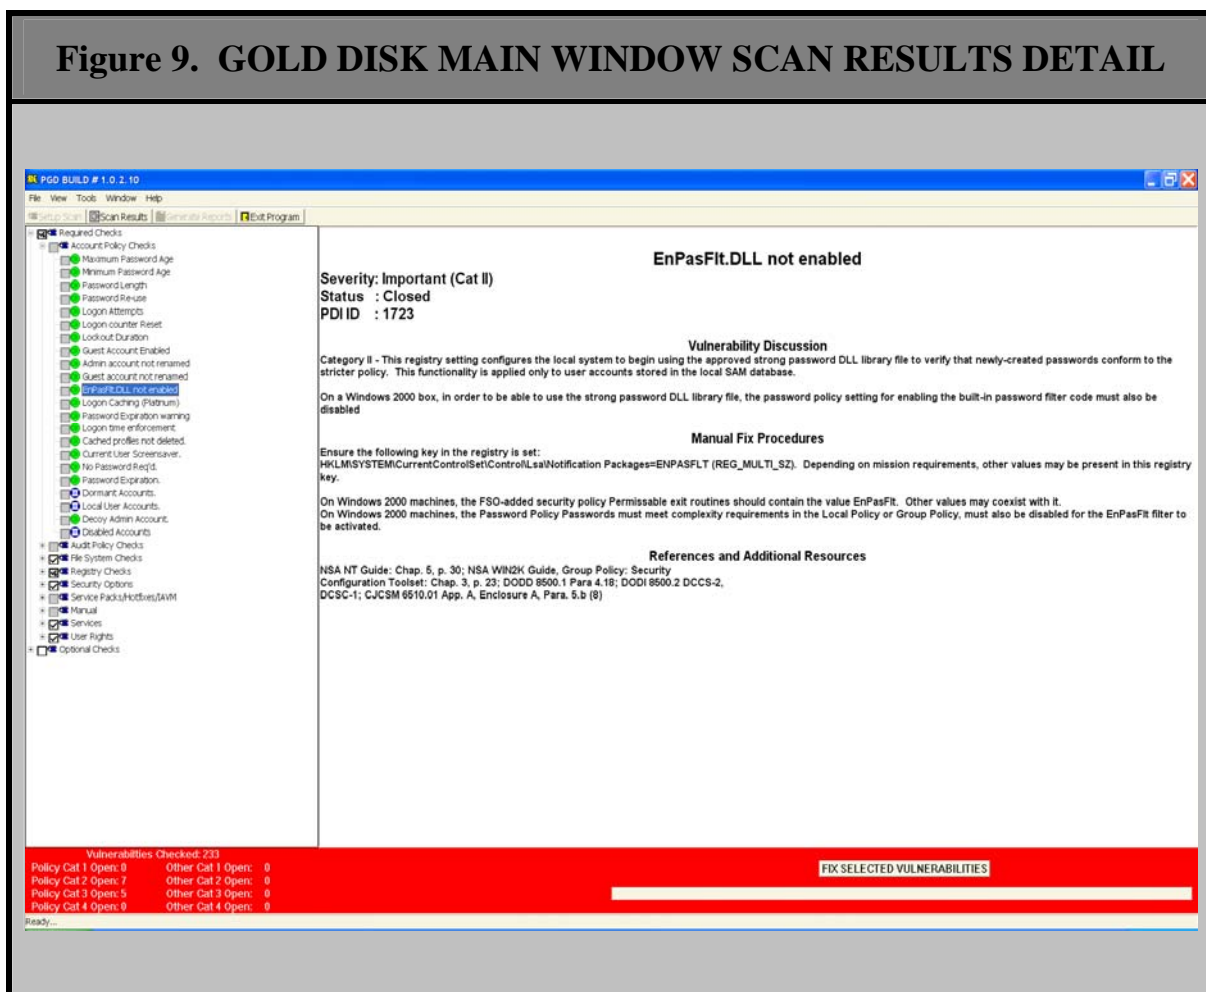 Figure 9. GOLD DISK MAIN WINDOW SCAN RESULTS DETAIL
PGD BUILD # 1.0.2.10
File View Tools Window Help
Setup Scan Scan Results Generate Reports Exit Program
Required Checks
Account Policy Checks
Maximum Password Age
Minimum Password Age
Password Length
Password Re-use
Logon Attempts
Logon counter Reset
Lockout Duration
Guest Account Enabled
Admin account not renamed
Guest account not renamed
EnPasFlt.DLL not enabled
Logon Caching (Platinum)
Password Expiration warning
Logon time enforcement
Cached profiles not deleted.
Current User Screensaver.
No Password Req'd.
Password Expiration.
Dormant Accounts.
Local User Accounts.
Decoy Admin Account.
Disabled Accounts
Audit Policy Checks
File System Checks
Registry Checks
Security Options
Service Packs/Hotfixes/IAVM
Manual
Services
User Rights
Optional Checks
EnPasFlt.DLL not enabled
Severity: Important (Cat II)
Status : Closed
PDI ID : 1723
Vulnerability Discussion
Category II - This registry setting configures the local system to begin using the approved strong password DLL library file to verify that newly-created passwords conform to the
stricter policy. This functionality is applied only to user accounts stored in the local SAM database.
On a Windows 2000 box, in order to be able to use the strong password DLL library file, the password policy setting for enabling the built-in password filter code must also be
disabled
Manual Fix Procedures
Ensure the following key in the registry is set:
HKLM\SYSTEM\CurrentControlSet\Control\Lsa\Notification Packages=ENPASFLT (REG_MULTI_SZ). Depending on mission requirements, other values may be present in this registry
key.
On Windows 2000 machines, the FSO-added security policy Permissable exit routines should contain the value EnPasFlt. Other values may coexist with it.
On Windows 2000 machines, the Password Policy Passwords must meet complexity requirements in the Local Policy or Group Policy, must also be disabled for the EnPasFlt filter to
be activated.
References and Additional Resources
NSA NT Guide: Chap. 5, p. 30; NSA WIN2K Guide, Group Policy: Security
Configuration Toolset: Chap. 3, p. 23; DODD 8500.1 Para 4.18; DODI 8500.2 DCCS-2,
DCSC-1; CJCSM 6510.01 App. A, Enclosure A, Para. 5.b (8)
Vulnerabilties Checked: 233
Policy Cat 1 Open: 0 Other Cat 1 Open: 0
Policy Cat 2 Open: 7 Other Cat 2 Open: 0
Policy Cat 3 Open: 5 Other Cat 3 Open: 0
Policy Cat 4 Open: 0 Other Cat 4 Open: 0
FIX SELECTED VULNERABILITIES
Ready...